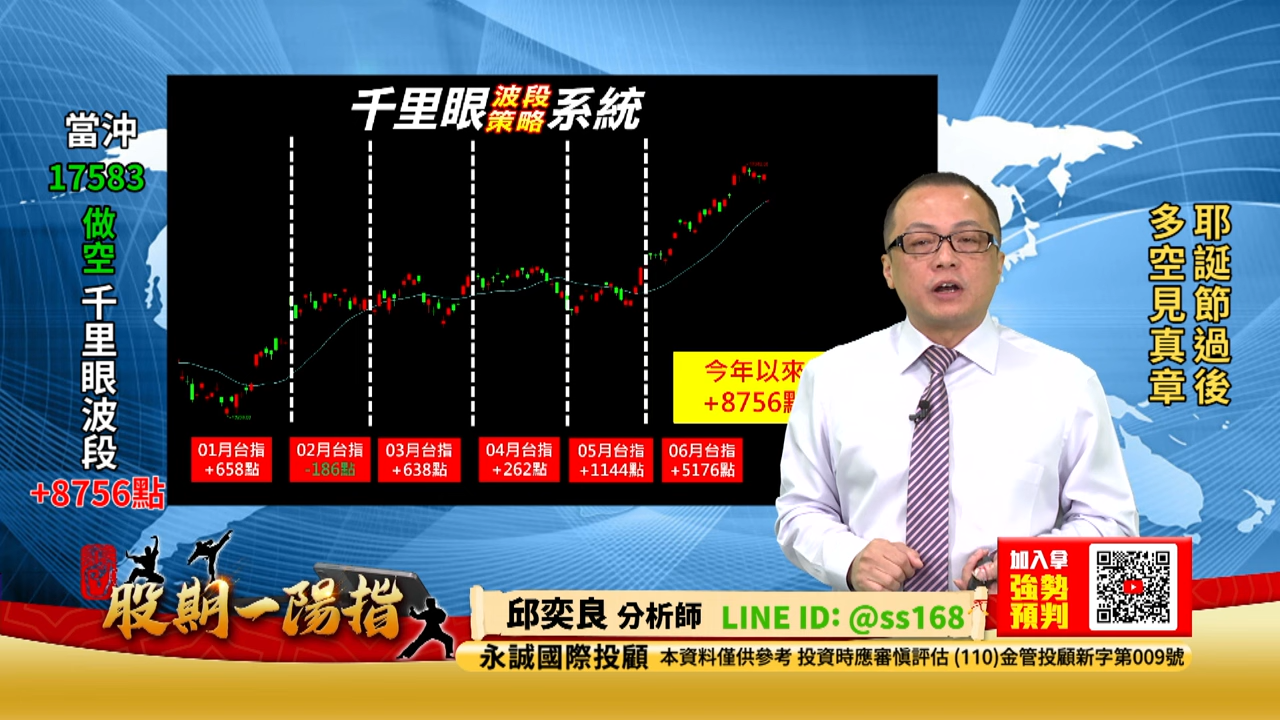 千里眼波段策略系統
當沖
17583
做空
千里眼波段
+8756點
今年以來
+8756點
01月台指
+658點
02月台指
-186點
03月台指
+638點
04月台指
+262點
05月台指
+1144點
06月台指
+5176點
耶誕節過後
多空見真章
股期一陽指
邱奕良 分析師 LINE ID: @ss168
加入拿
強勢
預判
永誠國際投顧 本資料僅供參考 投資時應審慎評估 (110)金管投顧新字第009號